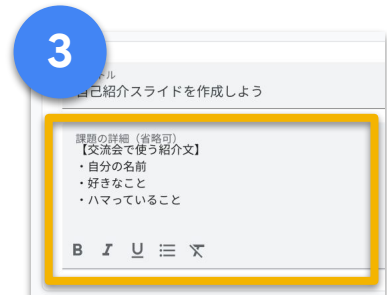 3
トル
自己紹介スライドを作成しよう
課題の詳細（省略可）
【交流会で使う紹介文】
・自分の名前
・好きなこと
・ハマっていること
B I U